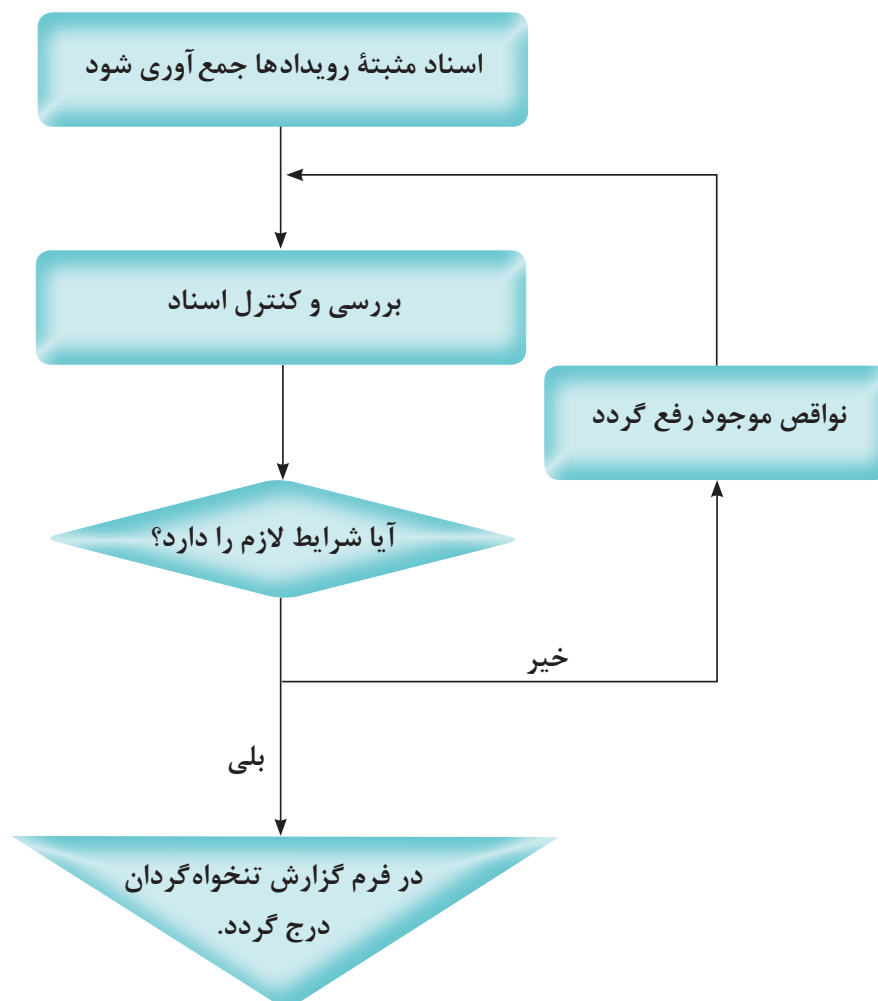 اسناد مثبتۀ رویدادها جمع‌آوری شود
بررسی و کنترل اسناد
نواقص موجود رفع گردد
آیا شرایط لازم را دارد؟
خیر
بلی
در فرم گزارش تنخواه‌گردان
درج گردد.